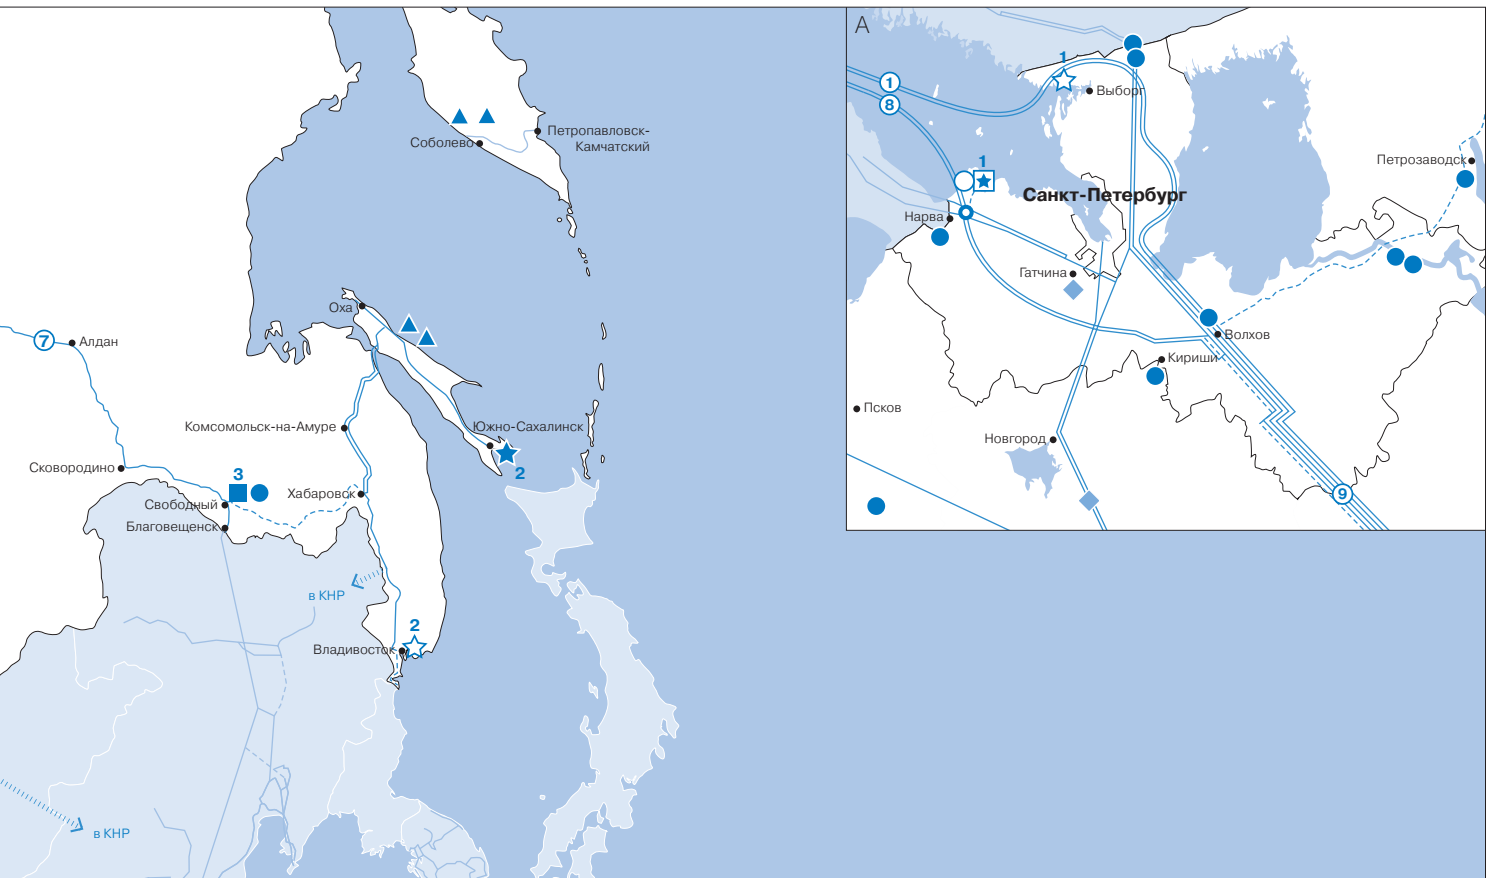 Петропавловск-
Камчатский
Соболево
Оха
7
Алдан
Комсомольск-на-Амуре
Южно-Сахалинск
2
Сковородино
3
Свободный
Хабаровск
Благовещенск
в КНР
2
Владивосток
в КНР
А
1
1
8
Выборг
1
Санкт-Петербург
Петрозаводск
Нарва
Гатчина
Волхов
Кириши
Псков
Новгород
9